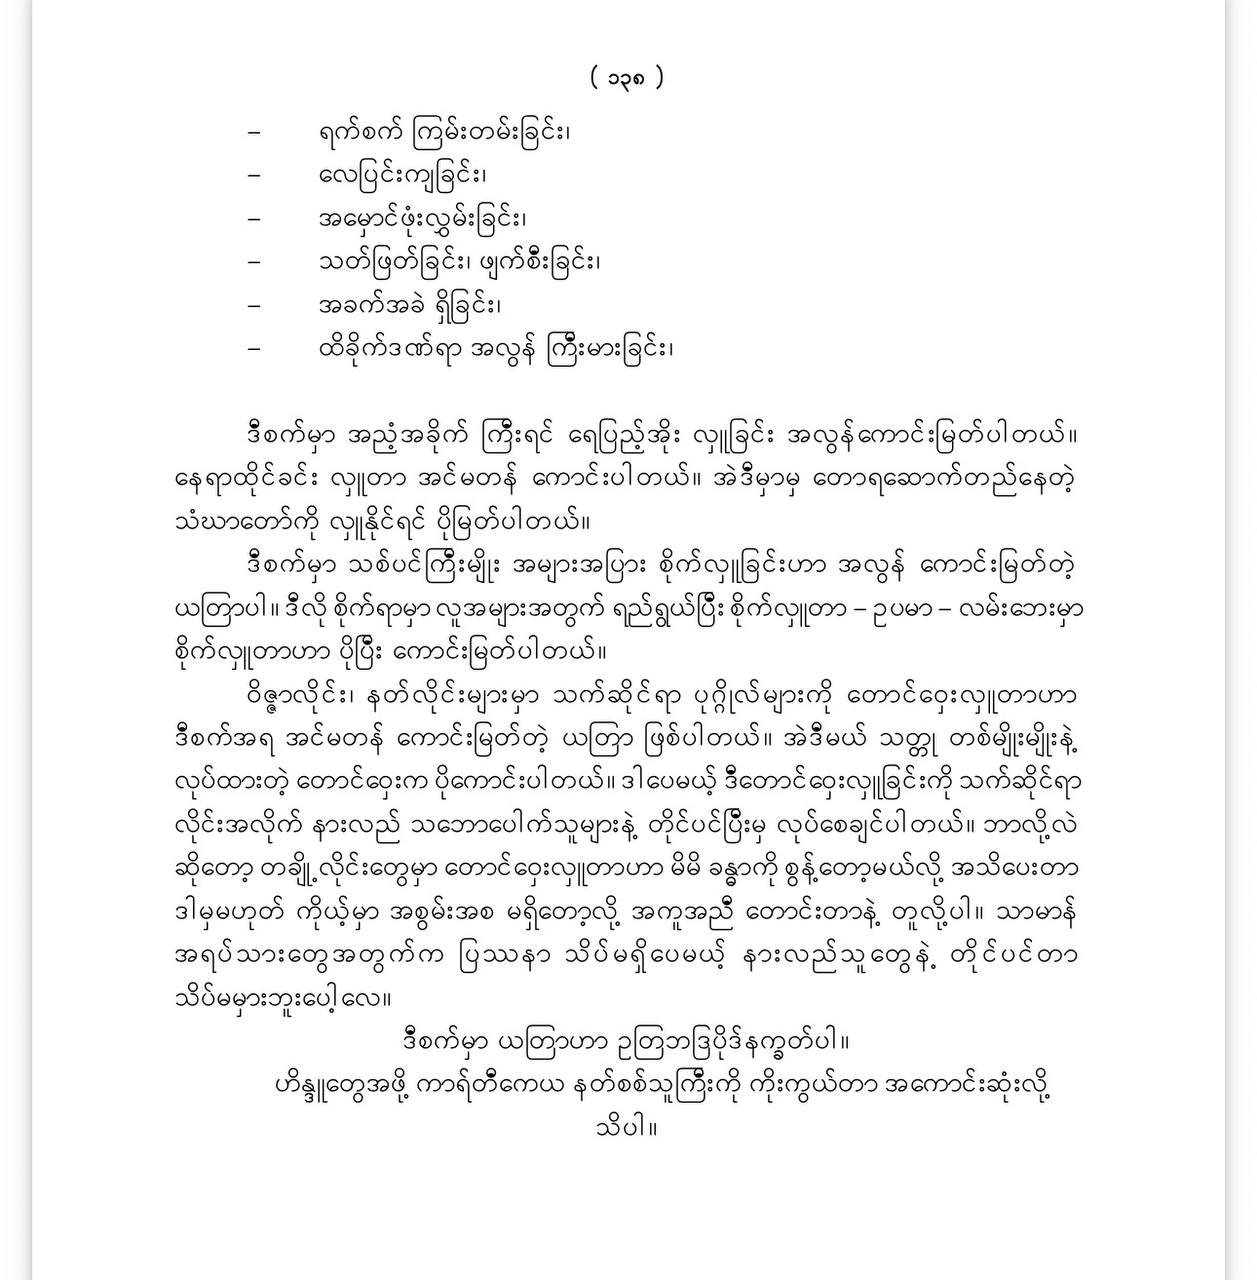 ( ၁၃၈ )
– ရက်စက် ကြမ်းတမ်းခြင်း၊
– လေပြင်းကျခြင်း၊
– အမှောင်ဖုံးလွှမ်းခြင်း၊
– သတ်ဖြတ်ခြင်း၊ ဖျက်စီးခြင်း၊
– အခက်အခဲ ရှိခြင်း၊
– ထိခိုက်ဒဏ်ရာ အလွန် ကြီးမားခြင်း၊
ဒီစက်မှာ အညံ့အခိုက် ကြီးရင် ရေပြည့်အိုး လှူခြင်း အလွန်ကောင်းမြတ်ပါတယ်။
နေရာထိုင်ခင်း လှူတာ အင်မတန် ကောင်းပါတယ်။ အဲဒီမှာမှ တောရဆောက်တည်နေတဲ့
သံဃာတော်ကို လှူနိုင်ရင် ပိုမြတ်ပါတယ်။
ဒီစက်မှာ သစ်ပင်ကြီးမျိုး အများအပြား စိုက်လှူခြင်းဟာ အလွန် ကောင်းမြတ်တဲ့
ယတြာပါ။ ဒီလို စိုက်ရာမှာ လူအများအတွက် ရည်ရွယ်ပြီး စိုက်လှူတာ – ဥပမာ – လမ်းဘေးမှာ
စိုက်လှူတာဟာ ပိုပြီး ကောင်းမြတ်ပါတယ်။
ဝိဇ္ဇာလိုင်း၊ နတ်လိုင်းများမှာ သက်ဆိုင်ရာ ပုဂ္ဂိုလ်များကို တောင်ဝှေးလှူတာဟာ
ဒီစက်အရ အင်မတန် ကောင်းမြတ်တဲ့ ယတြာ ဖြစ်ပါတယ်။ အဲဒီမယ် သတ္တု တစ်မျိုးမျိုးနဲ့
လုပ်ထားတဲ့ တောင်ဝှေးက ပိုကောင်းပါတယ်။ ဒါပေမယ့် ဒီတောင်ဝှေးလှူခြင်းကို သက်ဆိုင်ရာ
လိုင်းအလိုက် နားလည် သဘောပေါက်သူများနဲ့ တိုင်ပင်ပြီးမှ လုပ်စေချင်ပါတယ်။ ဘာလို့လဲ
ဆိုတော့ တချို့လိုင်းတွေမှာ တောင်ဝှေးလှူတာဟာ မိမိ ခန္ဓာကို စွန့်တော့မယ်လို့ အသိပေးတာ
ဒါမှမဟုတ် ကိုယ့်မှာ အစွမ်းအစ မရှိတော့လို့ အကူအညီ တောင်းတာနဲ့ တူလို့ပါ။ သာမာန်
အရပ်သားတွေအတွက်က ပြဿနာ သိပ်မရှိပေမယ့် နားလည်သူတွေနဲ့ တိုင်ပင်တာ
သိပ်မမှားဘူးပေါ့လေ။
ဒီစက်မှာ ယတြာဟာ ဥတြဘဒြပိုဒ်နက္ခတ်ပါ။
ဟိန္ဒူတွေအဖို့ ကာရ်တီကေယ နတ်စစ်သူကြီးကို ကိုးကွယ်တာ အကောင်းဆုံးလို့
သိပါ။